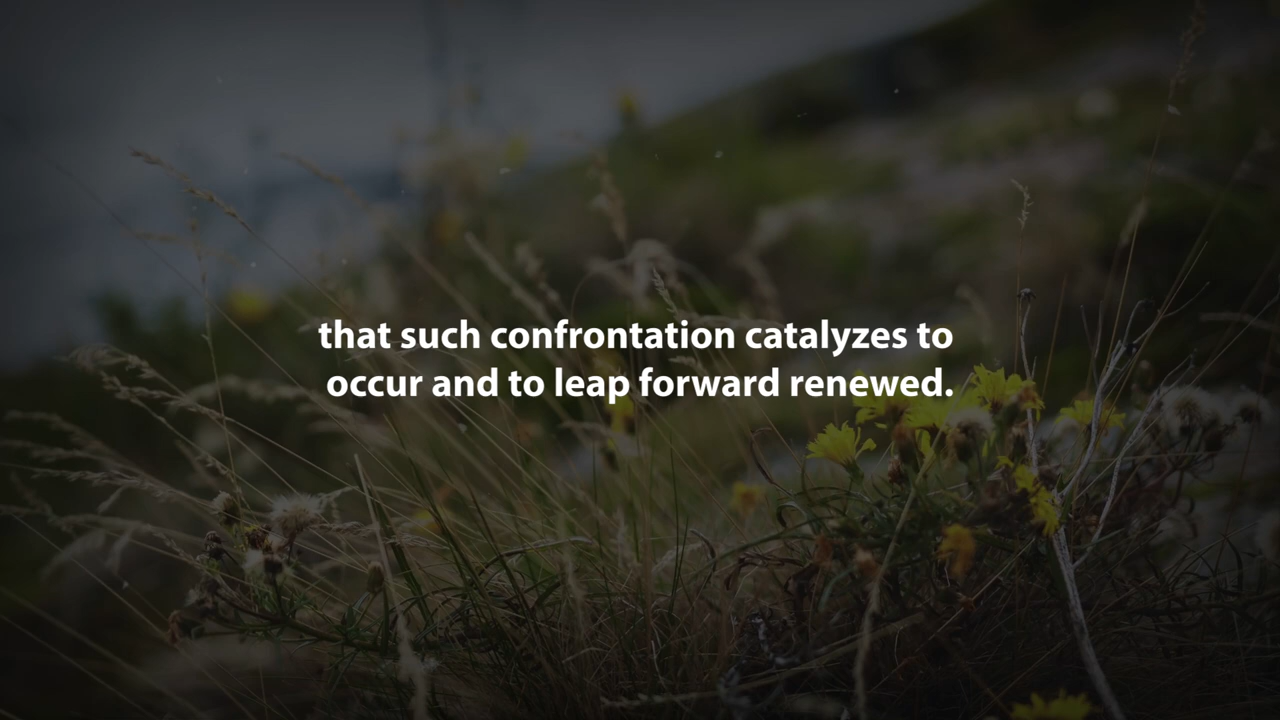 that such confrontation catalyzes to
occur and to leap forward renewed.